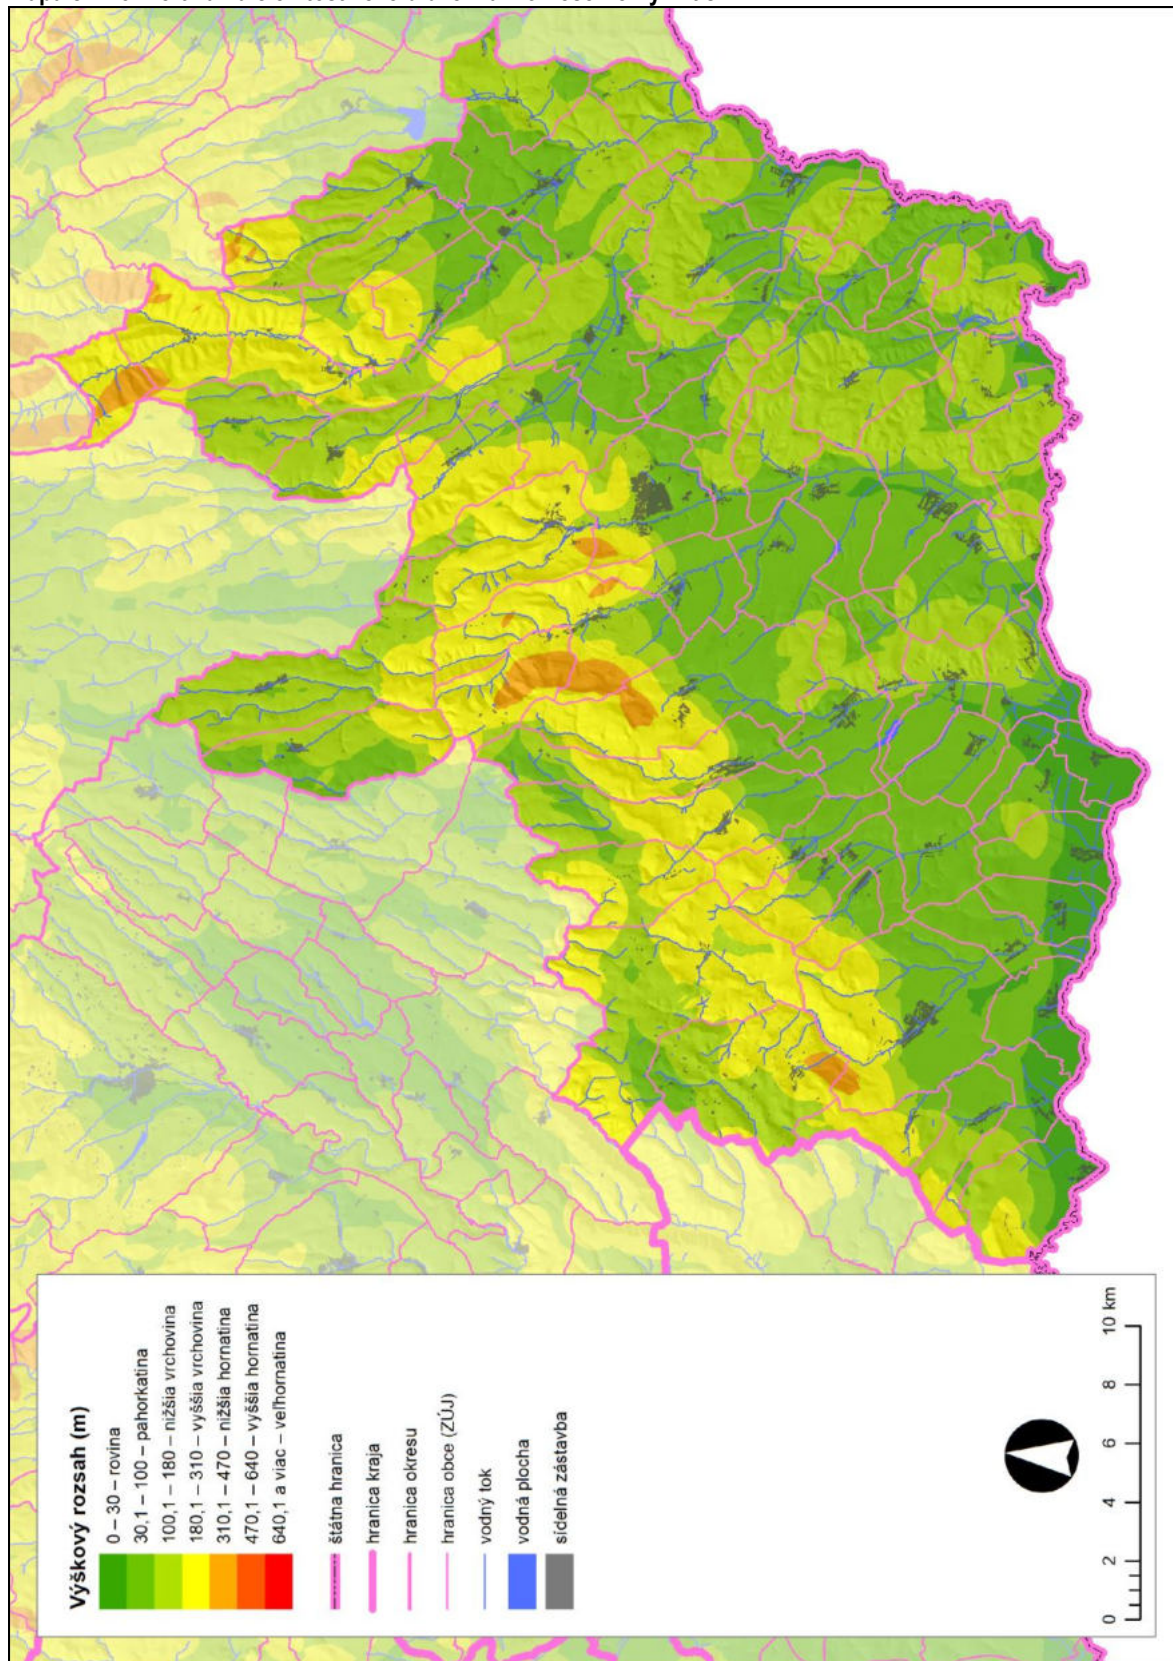 Výškový rozsah (m)
0 – 30 – rovina
30,1 – 100 – pahorkatina
100,1 – 180 – nižšia vrchovina
180,1 – 310 – vyššia vrchovina
310,1 – 470 – nižšia hornatina
470,1 – 640 – vyššia hornatina
640,1 a viac – veľhornatina
štátna hranica
hranica kraja
hranica okresu
hranica obce (ZÚJ)
vodný tok
vodná plocha
sídelná zástavba
0 2 4 6 8 10 km